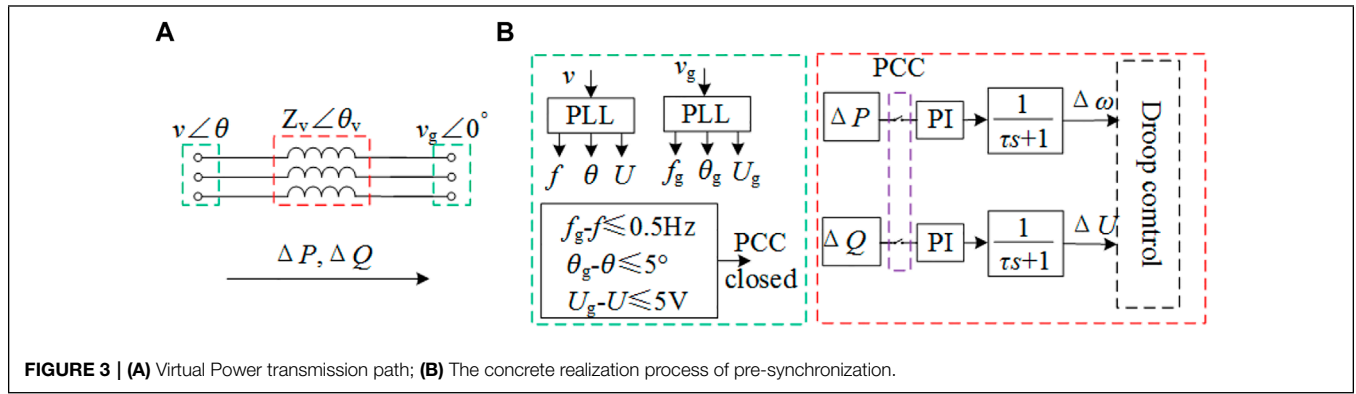 A
v∠θ
Z_v∠θ_v
v_g∠0°
ΔP, ΔQ
B
v
v_g
PLL
PLL
f θ U
f_g θ_g U_g
f_g-f≤0.5Hz
θ_g-θ≤5°
U_g-U≤5V
PCC
closed
PCC
ΔP
PI
1
τs+1
Δω
ΔQ
PI
1
τs+1
ΔU
Droop comtrol
FIGURE 3 | (A) Virtual Power transmission path; (B) The concrete realization process of pre-synchronization.